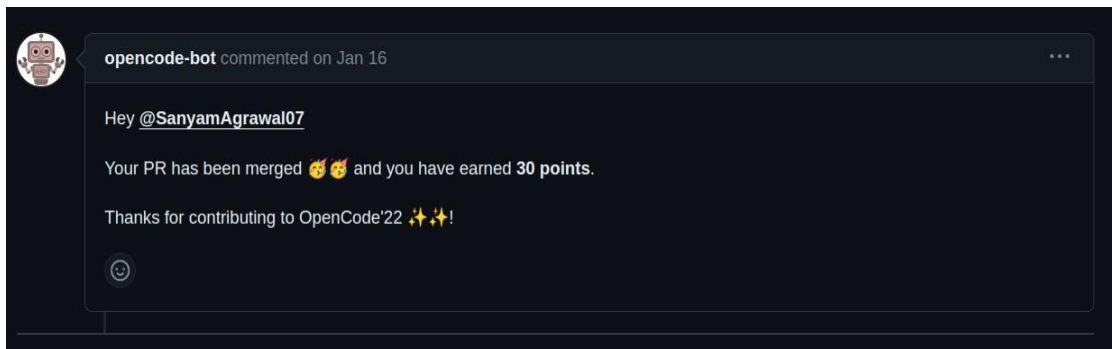 opencode-bot commented on Jan 16
Hey @SanyamAgrawal07
Your PR has been merged 🥳🥳 and you have earned 30 points.
Thanks for contributing to OpenCode'22 ✨✨!